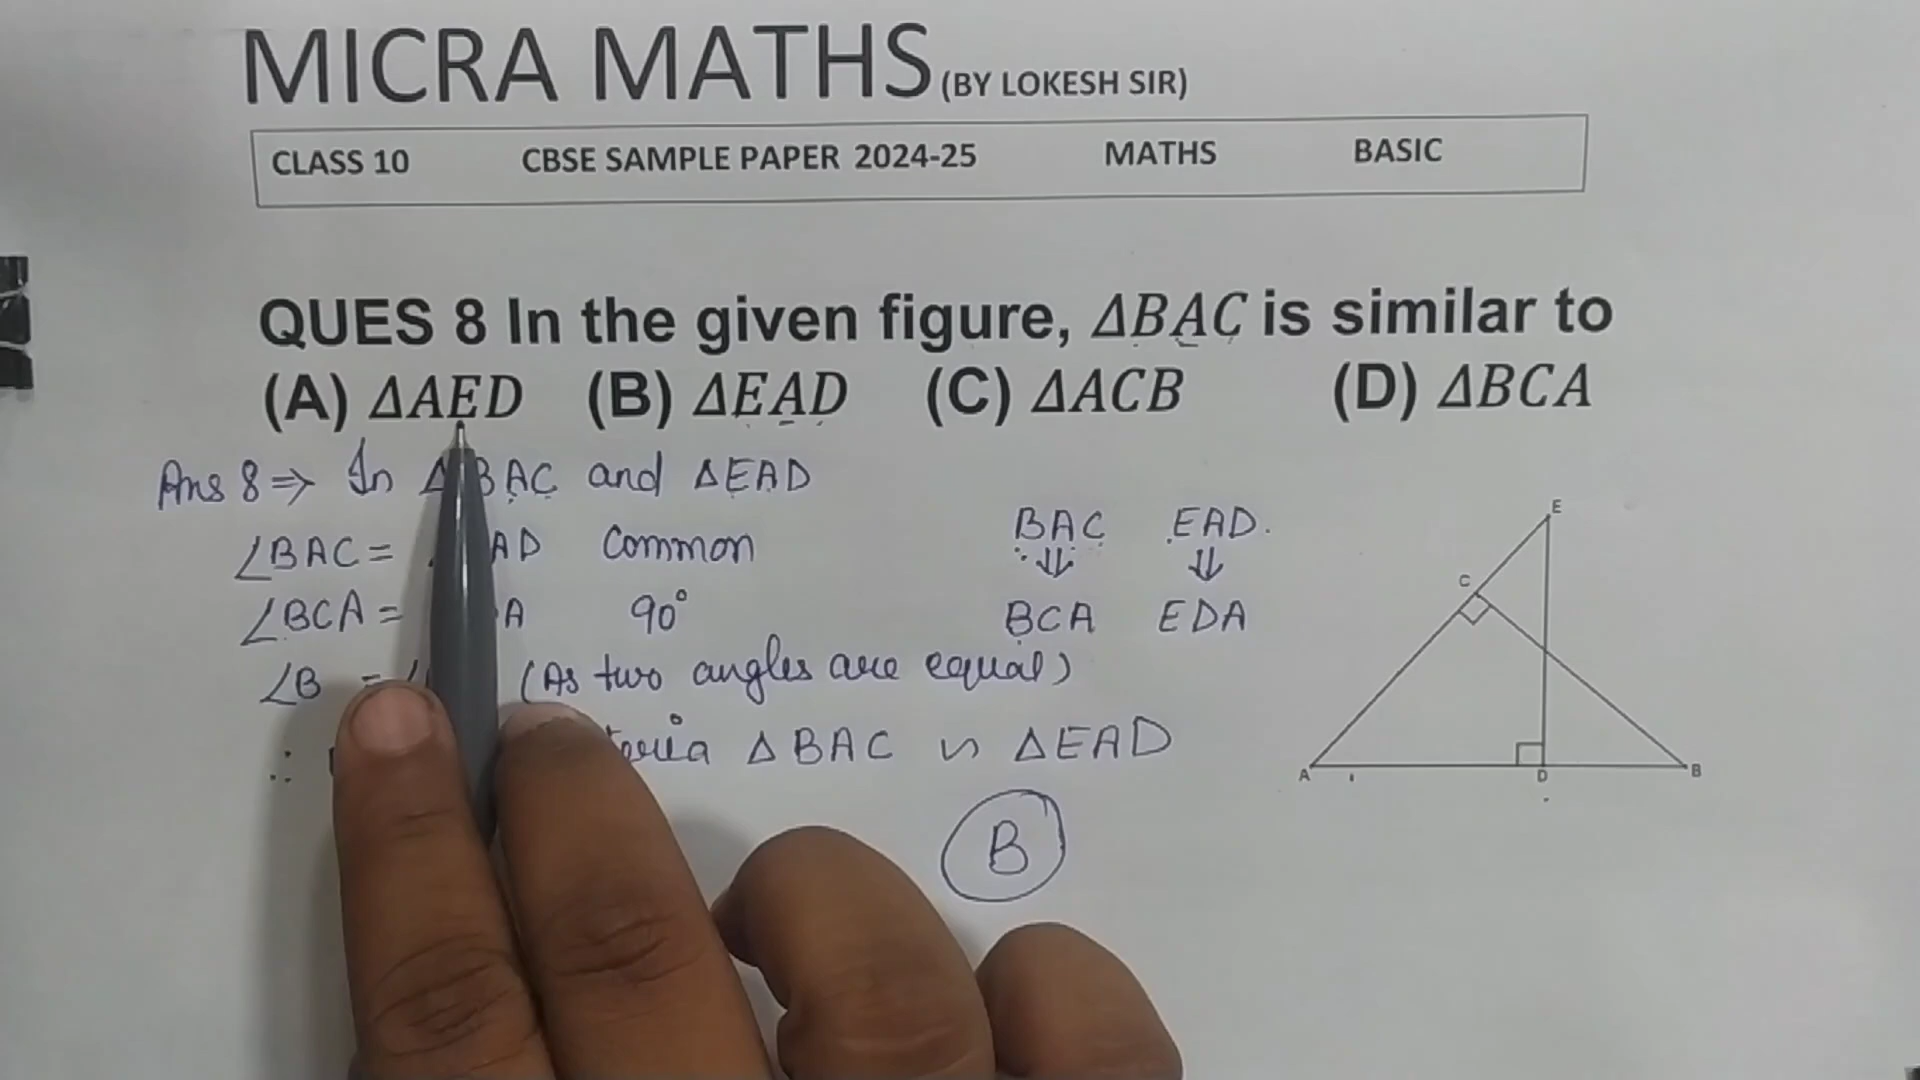 MICRA MATHS (BY LOKESH SIR)
CLASS 10 CBSE SAMPLE PAPER 2024-25 MATHS BASIC
QUES 8 In the given figure, ΔBAC is similar to
(A) ΔAED (B) ΔEAD (C) ΔACB (D) ΔBCA
Ans 8⇒ In ΔBAC and ΔEAD
∠BAC = AD Common
∠BCA = A 90°
∠B = ∠ (As two angles are equal)
∴ ΔBAC ∽ ΔEAD
B
BAC EAD.
⇓ ⇓
BCA EDA
E
C
A D B